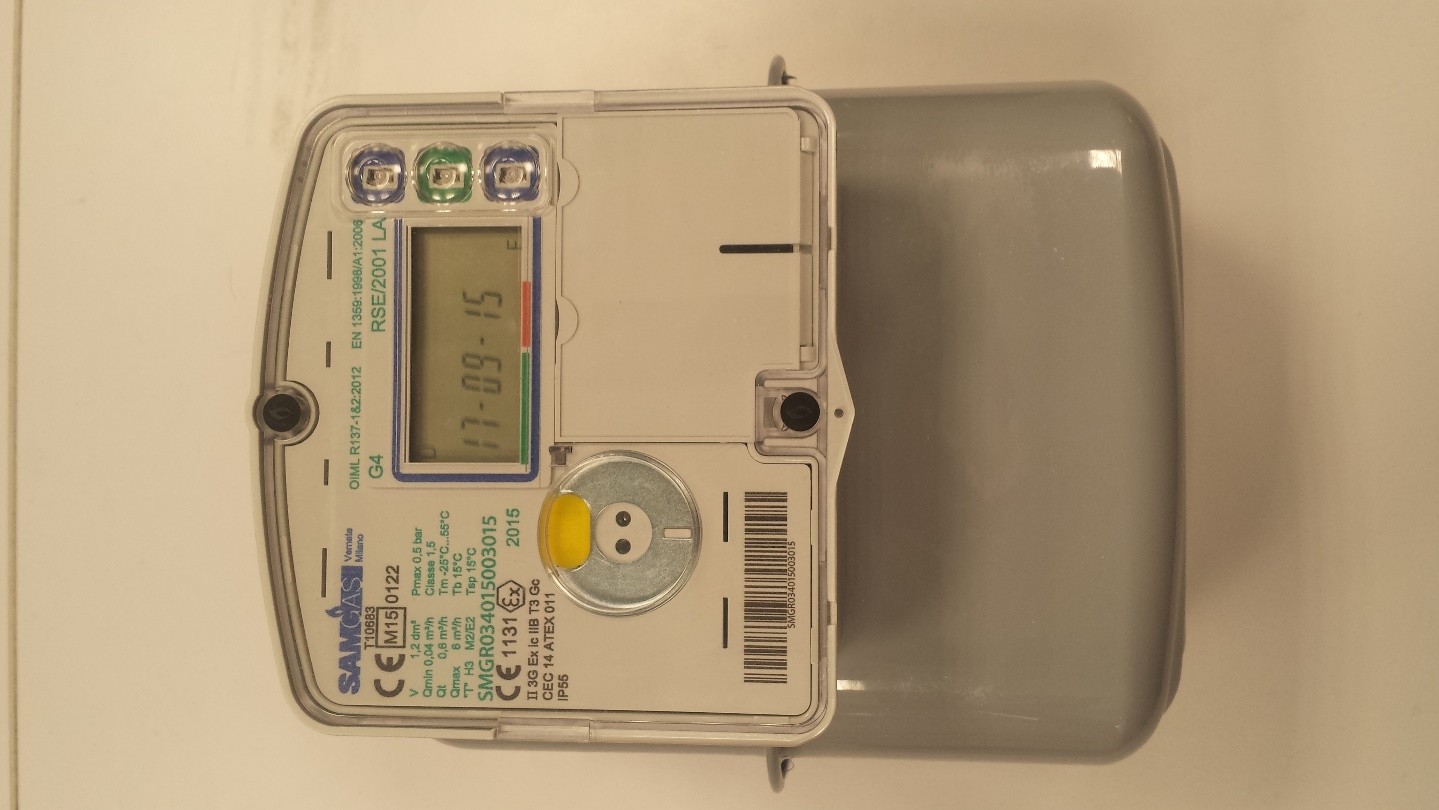 SAMGAS Vemate
Milano
T10683
CE M15 0122
V 1,2 dm³ Pmax 0,5 bar
Qmin 0,04 m³/h Classe 1,5
Qt 0,6 m³/h Tm -25°C...55°C
Qmax 6 m³/h Tb 15°C
"T" H3 M2/E2 Tsp 15°C
SMGR034015003015
CE 1131 Ex 2015
II 3G Ex ic IIB T3 Gc
CEC 14 ATEX 011
IP55
OIML R137-1&2:2012 EN 1359:1998/A1:2006
G4 RSE/2001 LA
D
17-09-15
F
SMGR034015003015